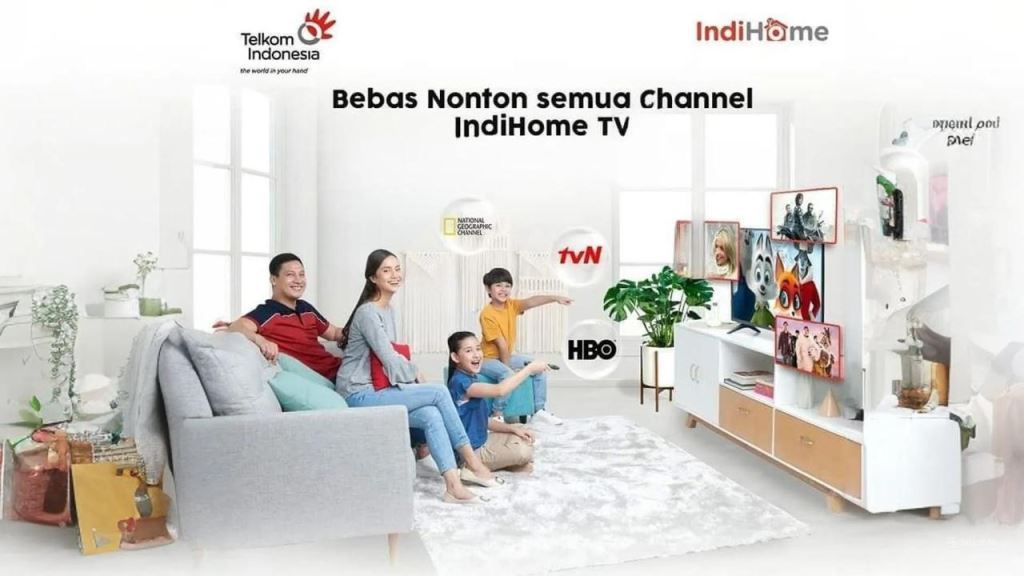 Telkom
Indonesia
the world in your hand
IndiHome
Bebas Nonton semua Channel
IndiHome TV
NATIONAL
GEOGRAPHIC
CHANNEL
tvN
HBO